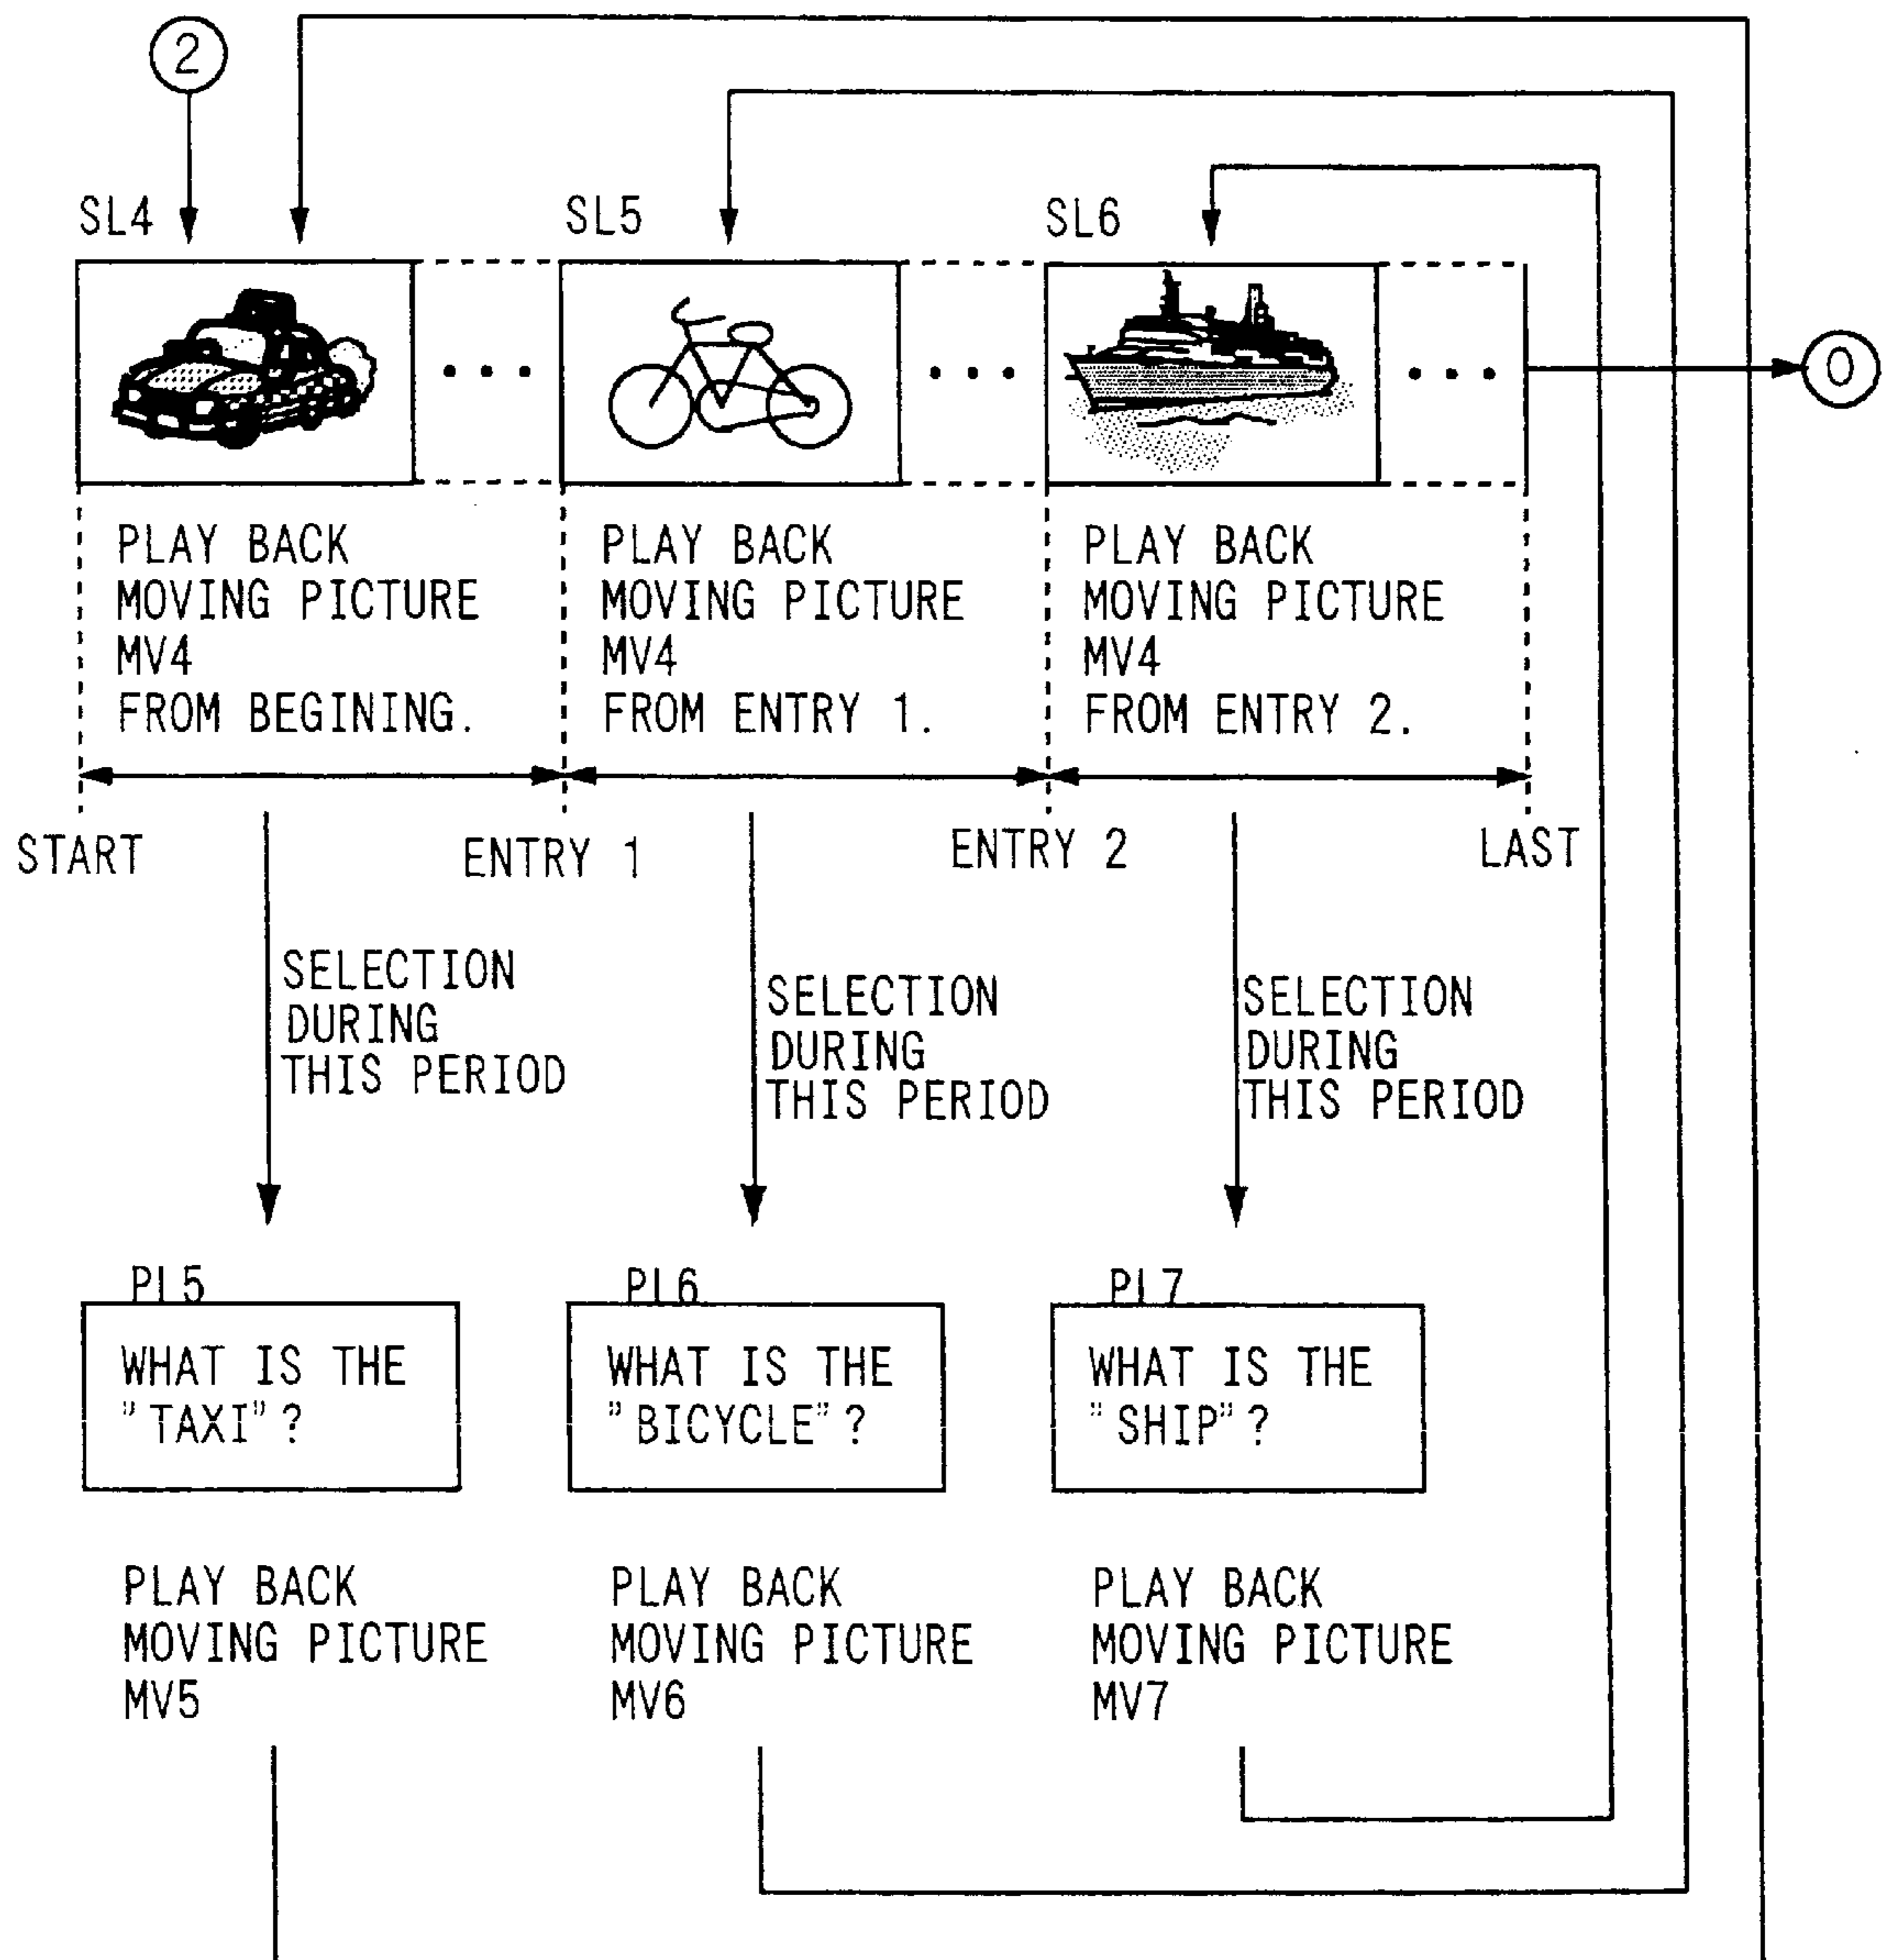 2
SL4
SL5
SL6
0
PLAY BACK
MOVING PICTURE
MV4
FROM BEGINING.
PLAY BACK
MOVING PICTURE
MV4
FROM ENTRY 1.
PLAY BACK
MOVING PICTURE
MV4
FROM ENTRY 2.
START
ENTRY 1
ENTRY 2
LAST
SELECTION
DURING
THIS PERIOD
SELECTION
DURING
THIS PERIOD
SELECTION
DURING
THIS PERIOD
PL5
WHAT IS THE
"TAXI"?
PL6
WHAT IS THE
"BICYCLE"?
PL7
WHAT IS THE
"SHIP"?
PLAY BACK
MOVING PICTURE
MV5
PLAY BACK
MOVING PICTURE
MV6
PLAY BACK
MOVING PICTURE
MV7